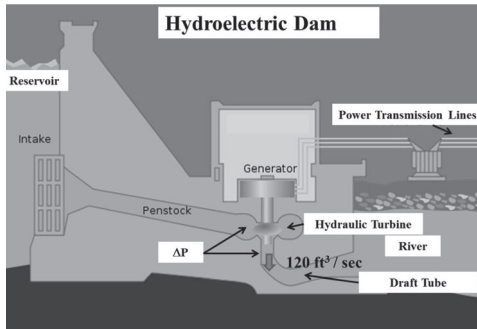 Hydroelectric Dam
Reservoir
Power Transmission Lines
Intake
Generator
Penstock
Hydraulic Turbine
River
ΔP
120 ft³ / sec
Draft Tube